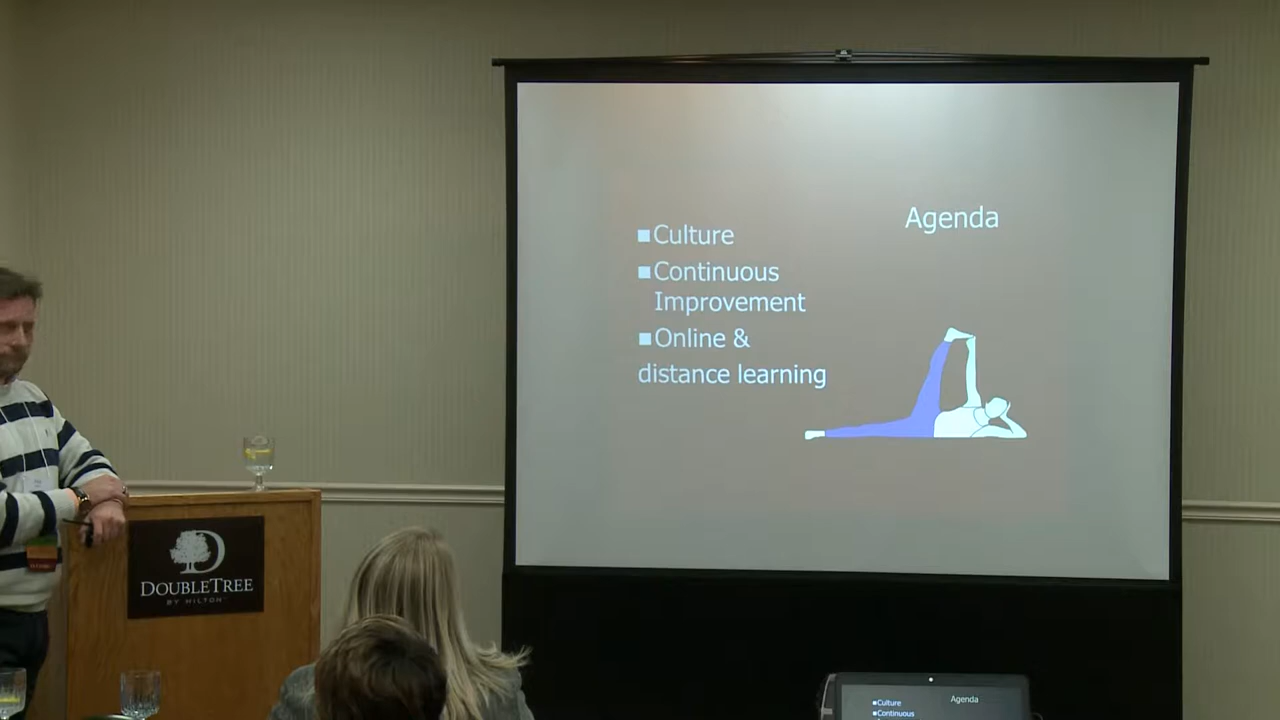 Agenda
■Culture
■Continuous
Improvement
■Online &
distance learning
DOUBLETREE
BY HILTON
Agenda
■Culture
■Continuous